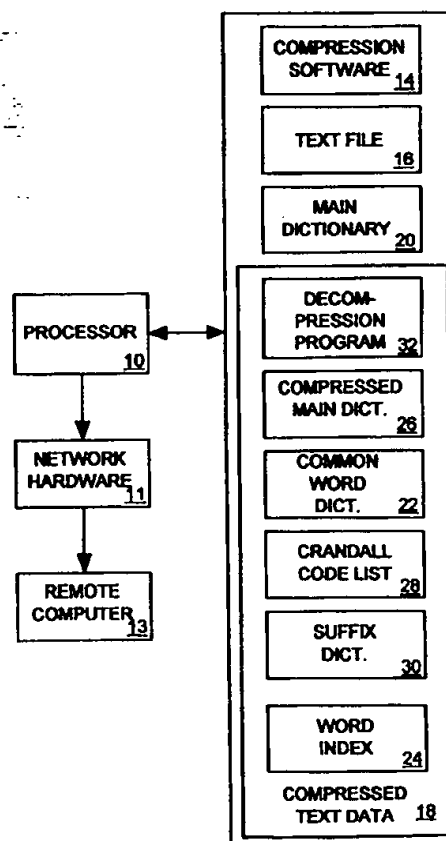 COMPRESSION
SOFTWARE
14
TEXT FILE
16
MAIN
DICTIONARY
20
PROCESSOR
10
NETWORK
HARDWARE
11
REMOTE
COMPUTER
13
DECOM-
PRESSION
PROGRAM
32
COMPRESSED
MAIN DICT.
26
COMMON
WORD
DICT.
22
CRANDALL
CODE LIST
28
SUFFIX
DICT.
30
WORD
INDEX
24
COMPRESSED
TEXT DATA 18